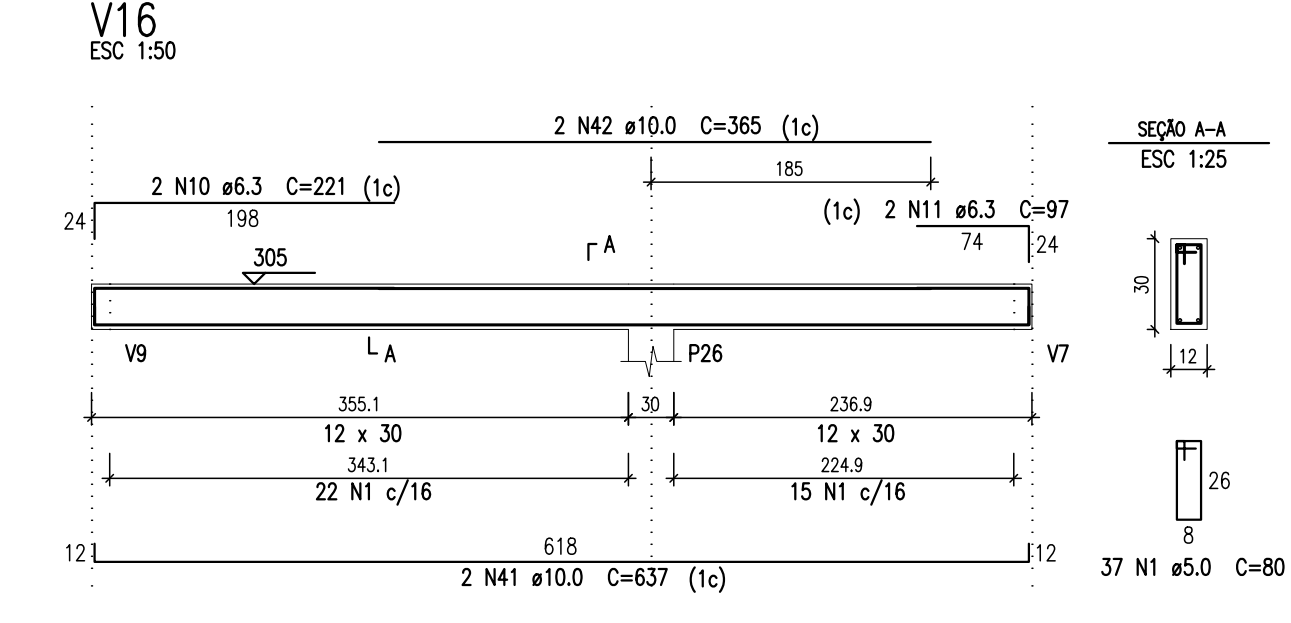 V16
ESC 1:50
2 N42 ø10.0 C=365 (1c)
185
2 N10 ø6.3 C=221 (1c)
24
198
(1c) 2 N11 ø6.3 C=97
74
24
A
305
V9
A
P26
V7
355.1
30
236.9
12 x 30
12 x 30
343.1
224.9
22 N1 c/16
15 N1 c/16
12
618
12
2 N41 ø10.0 C=637 (1c)
SEÇÃO A-A
ESC 1:25
30
12
26
8
37 N1 ø5.0 C=80